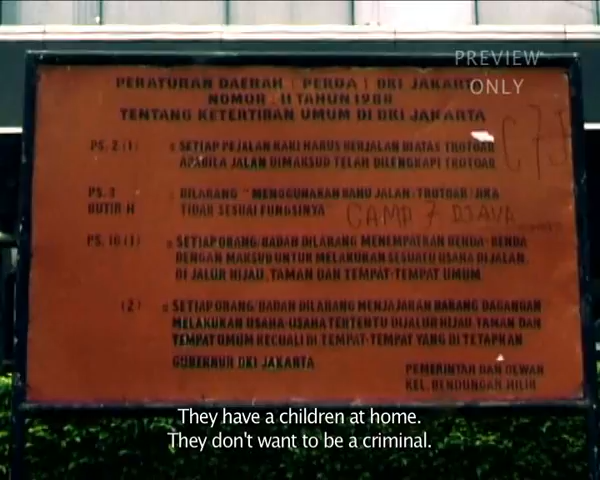 PREVIEW
ONLY
PERATURAN DAERAH ( PERDA ) DKI JAKARTA
NOMOR : 11 TAHUN 1988
TENTANG KETERTIBAN UMUM DI DKI JAKARTA
PS. 2 (1) : SETIAP PEJALAN KAKI HARUS BERJALAN DIATAS TROTOAR
APABILA JALAN DIMAKSUD TELAH DILENGKAPI TROTOAR
C7J
PS. 3 : DILARANG MENGGUNAKAN BAHU JALAN/TROTOAR JIKA
BUTIR H TIDAK SESUAI FUNGSINYA
CAMP 7 DJAVA
PS. 16 (1) : SETIAP ORANG/BADAN DILARANG MENEMPATKAN BENDA-BENDA
DENGAN MAKSUD UNTUK MELAKUKAN SESUATU USAHA DI JALAN,
DI JALUR HIJAU, TAMAN DAN TEMPAT-TEMPAT UMUM
(2) : SETIAP ORANG/BADAN DILARANG MENJAJAKAN BARANG DAGANGAN
MELAKUKAN USAHA-USAHA TERTENTU DIJALUR HIJAU TAMAN DAN
TEMPAT UMUM KECUALI DI TEMPAT-TEMPAT YANG DI TETAPKAN
GUBERNUR DKI JAKARTA
PEMERINTAH DAN DEWAN
KEL. BENDUNGAN HILIR
They have a children at home.
They don't want to be a criminal.